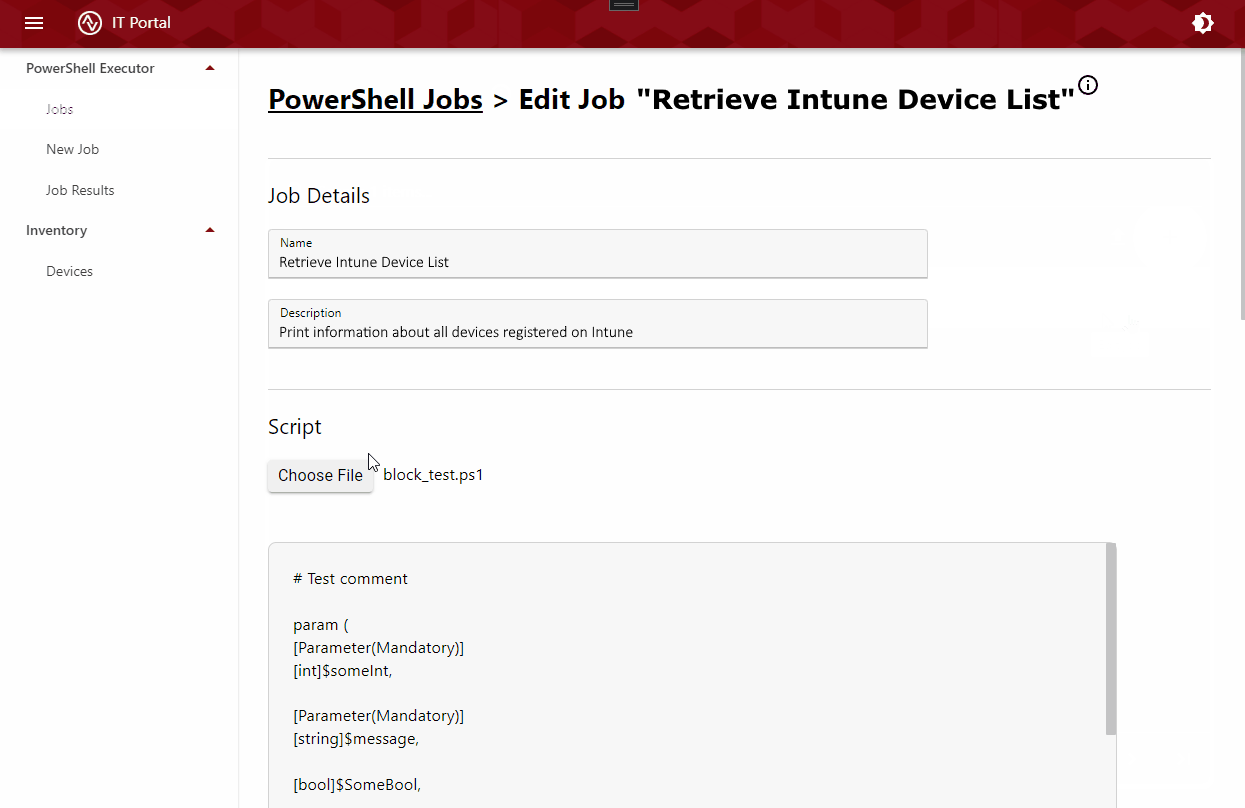 IT Portal
PowerShell Executor
Jobs
New Job
Job Results
Inventory
Devices
PowerShell Jobs > Edit Job "Retrieve Intune Device List"
Job Details
Name
Retrieve Intune Device List
Description
Print information about all devices registered on Intune
Script
Choose File block_test.ps1
# Test comment
param (
[Parameter(Mandatory)]
[int]$someInt,
[Parameter(Mandatory)]
[string]$message,
[bool]$SomeBool,